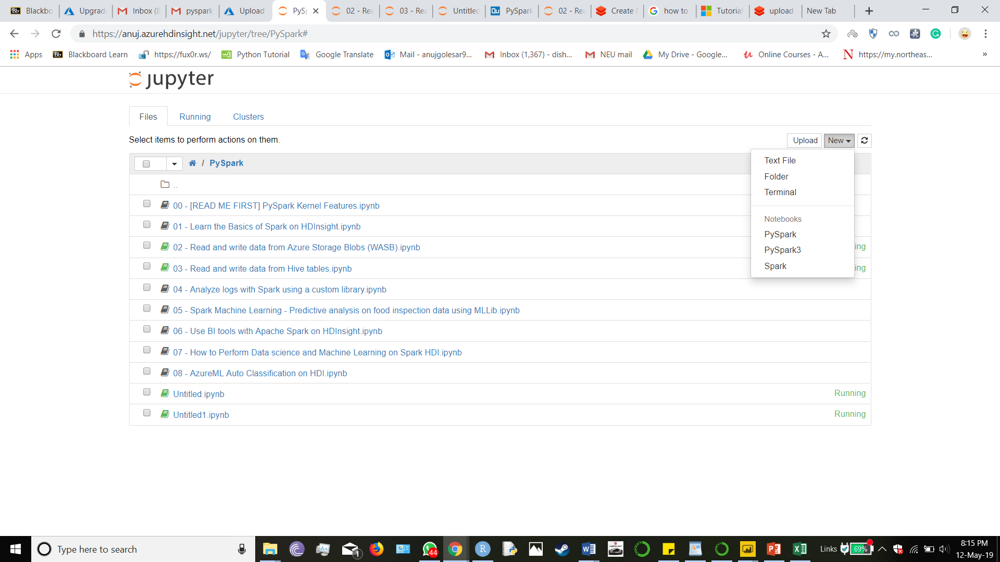 Blackbo
Upgrad
Inbox (8
pyspark
Upload
PySp
02 - Rea
03 - Rea
Untitled
Qu PySpark
02 - Rea
Create
how to
Tutorial
upload
New Tab
https://anuj.azurehdinsight.net/jupyter/tree/PySpark#
Apps
Bb Blackboard Learn
https://fux0r.ws/
w3 Python Tutorial
Google Translate
Mail - anujgolesar9...
Inbox (1,367) - dish...
NEU mail
My Drive - Google...
Online Courses - A...
N https://my.northeas...
»
jupyter
Files
Running
Clusters
Select items to perform actions on them.
Upload
New
/ PySpark
..
00 - [READ ME FIRST] PySpark Kernel Features.ipynb
01 - Learn the Basics of Spark on HDInsight.ipynb
02 - Read and write data from Azure Storage Blobs (WASB).ipynb
ing
03 - Read and write data from Hive tables.ipynb
ing
04 - Analyze logs with Spark using a custom library.ipynb
05 - Spark Machine Learning - Predictive analysis on food inspection data using MLLib.ipynb
06 - Use BI tools with Apache Spark on HDInsight.ipynb
07 - How to Perform Data science and Machine Learning on Spark HDI.ipynb
08 - AzureML Auto Classification on HDI.ipynb
Untitled.ipynb
Running
Untitled1.ipynb
Running
Text File
Folder
Terminal
Notebooks
PySpark
PySpark3
Spark
Type here to search
1
44
R
Links
69%
8:15 PM
12-May-19